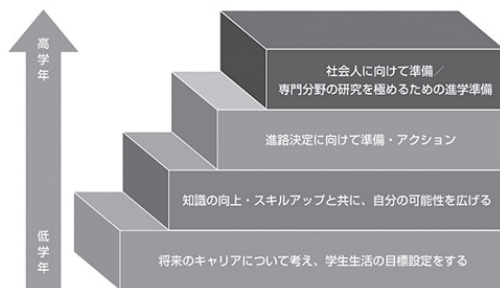 高学年
社会人に向けて準備／
専門分野の研究を極めるための進学準備
進路決定に向けて準備・アクション
知識の向上・スキルアップと共に、自分の可能性を広げる
将来のキャリアについて考え、学生生活の目標設定をする
低学年